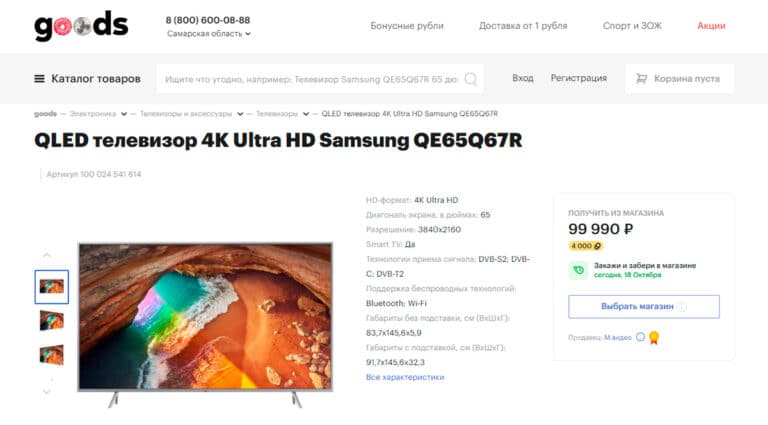 goods
8 (800) 600-08-88
Самарская область
Бонусные рубли
Доставка от 1 рубля
Спорт и ЗОЖ
Акции
Каталог товаров
Ищите что угодно, например: Телевизор Samsung QE65Q67R 65 дюй
Вход
Регистрация
Корзина пуста
goods — Электроника — Телевизоры и аксессуары — Телевизоры — QLED телевизор 4K Ultra HD Samsung QE65Q67R
QLED телевизор 4K Ultra HD Samsung QE65Q67R
Артикул 100 024 541 614
HD-формат: 4K Ultra HD
Диагональ экрана, в дюймах: 65
Разрешение: 3840x2160
Smart TV: Да
Технологии приема сигнала: DVB-S2; DVB-
C; DVB-T2
Поддержка беспроводных технологий:
Bluetooth; Wi-Fi
Габариты без подставки, см (ВхШхГ):
83,7x145,6x5,9
Габариты с подставкой, см (ВхШхГ):
91,7x145,6x32,3
Все характеристики
ПОЛУЧИТЬ ИЗ МАГАЗИНА
99 990 ₽
4 000
Закажи и забери в магазине
сегодня, 18 Октября
Выбрать магазин
Продавец: М.видео